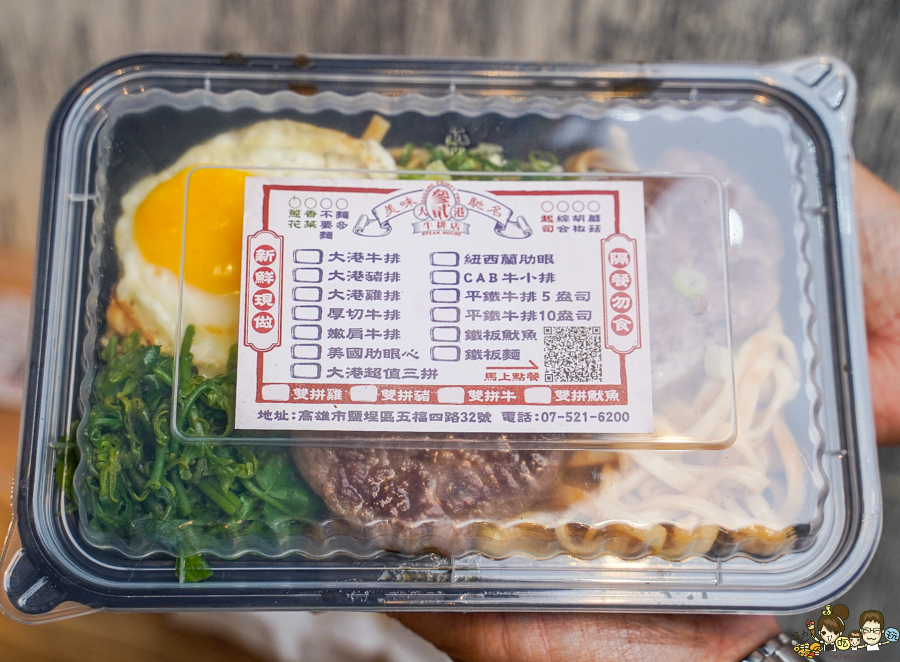 美味 參貳 馳名
大 港
牛排店
STEAK HOUSE
蔥花 香菜 不要麵 麵多
起司 綜合 胡椒 蘑菇
新鮮現做
隔餐勿食
大港牛排
大港豬排
大港雞排
厚切牛排
嫩肩牛排
美國肋眼心
大港超值三拼
紐西蘭肋眼
CAB牛小排
平鐵牛排5盎司
平鐵牛排10盎司
鐵板魷魚
鐵板麵
馬上點餐
雙拼雞 雙拼豬 雙拼牛 雙拼魷魚
地址:高雄市鹽埕區五福四路32號 電話:07-521-6200